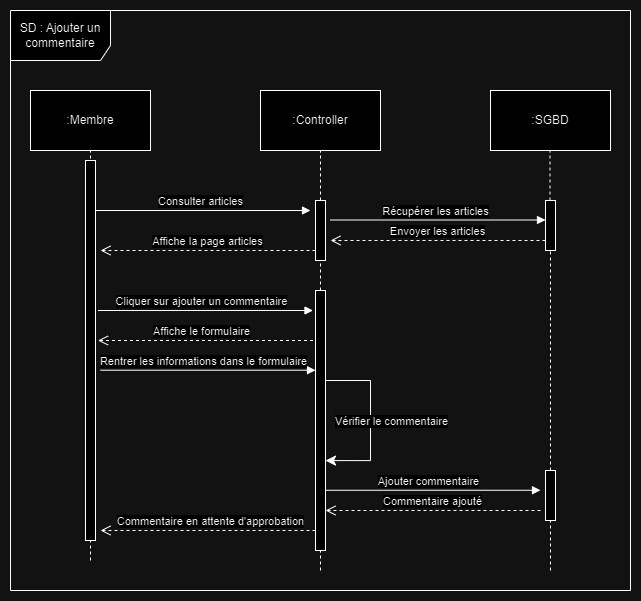 SD : Ajouter un
commentaire
:Membre
:Controller
:SGBD
Consulter articles
Récupérer les articles
Envoyer les articles
Affiche la page articles
Cliquer sur ajouter un commentaire
Affiche le formulaire
Rentrer les informations dans le formulaire
Vérifier le commentaire
Ajouter commentaire
Commentaire ajouté
Commentaire en attente d'approbation